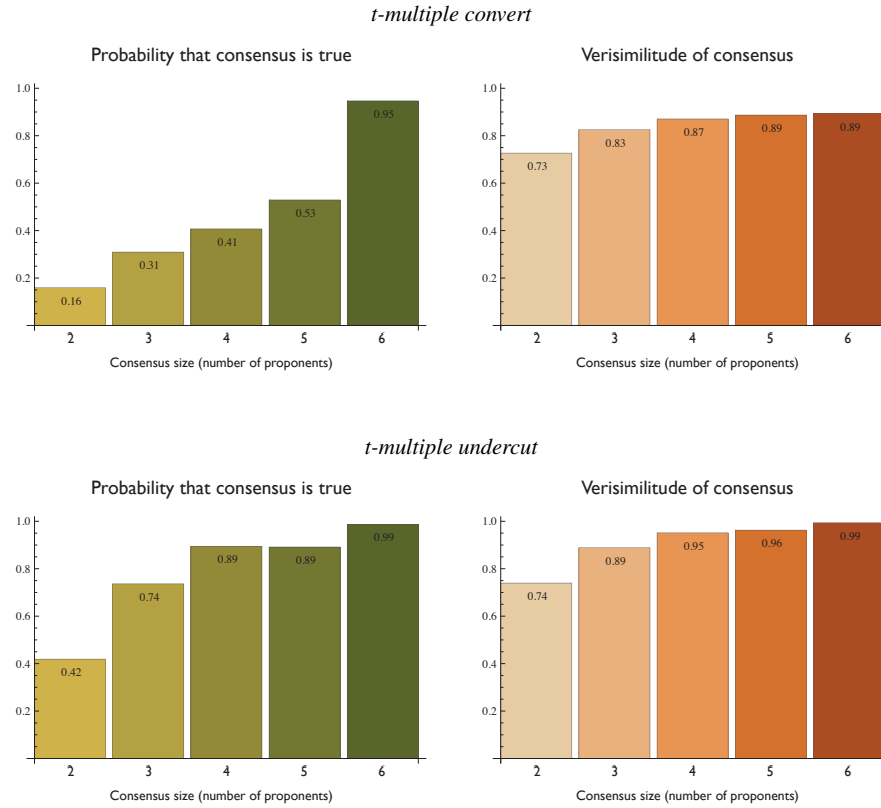 t-multiple convert
Probability that consensus is true
1.0
0.8
0.6
0.4
0.2
0.16
0.31
0.41
0.53
0.95
2 3 4 5 6
Consensus size (number of proponents)
Verisimilitude of consensus
1.0
0.8
0.6
0.4
0.2
0.73
0.83
0.87
0.89
0.89
2 3 4 5 6
Consensus size (number of proponents)
t-multiple undercut
Probability that consensus is true
1.0
0.8
0.6
0.4
0.2
0.42
0.74
0.89
0.89
0.99
2 3 4 5 6
Consensus size (number of proponents)
Verisimilitude of consensus
1.0
0.8
0.6
0.4
0.2
0.74
0.89
0.95
0.96
0.99
2 3 4 5 6
Consensus size (number of proponents)